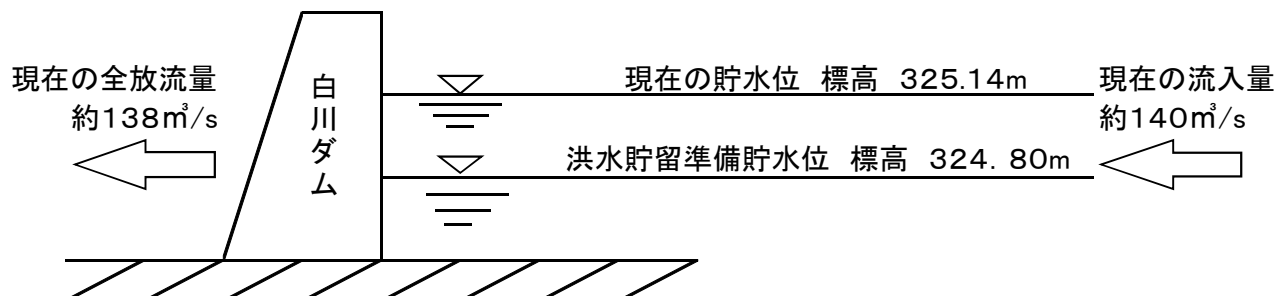 現在の全放流量
約138㎥/s
白川ダム
現在の貯水位 標高 325.14m
洪水貯留準備貯水位 標高 324.80m
現在の流入量
約140㎥/s